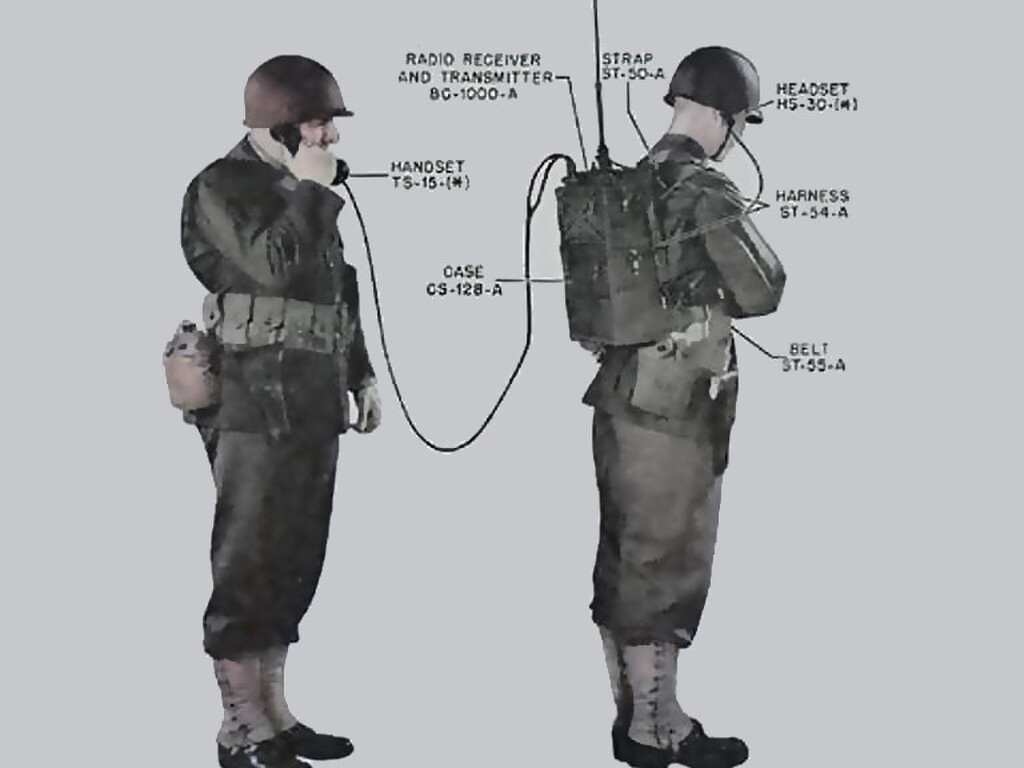 RADIO RECEIVER
AND TRANSMITTER
BC-1000-A
STRAP
ST-50-A
HEADSET
HS-30-(*)
HANDSET
TS-15-(*)
HARNESS
ST-54-A
CASE
CS-128-A
BELT
ST-55-A